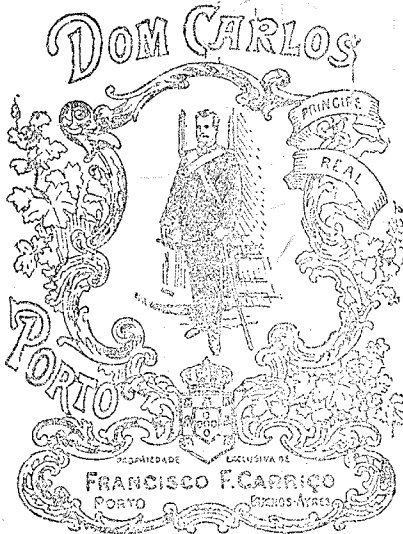 DOM CARLOS
PRINCIPE
REAL
PORTO
PROPRIEDADE EXCLUSIVA DE
FRANCISCO F. CARRIÇO
PORTO BUENOS-AYRES